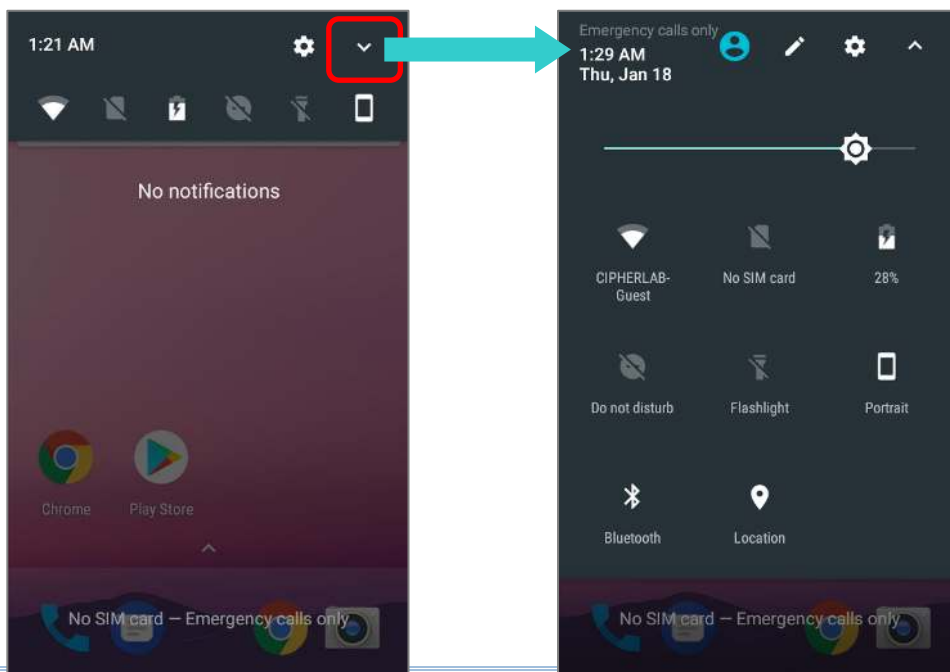 1:21 AM
No notifications
Chrome
Play Store
No SIM card — Emergency calls only
Emergency calls only
1:29 AM
Thu, Jan 18
CIPHERLAB-
Guest
No SIM card
28%
Do not disturb
Flashlight
Portrait
Bluetooth
Location
No SIM card — Emergency calls only